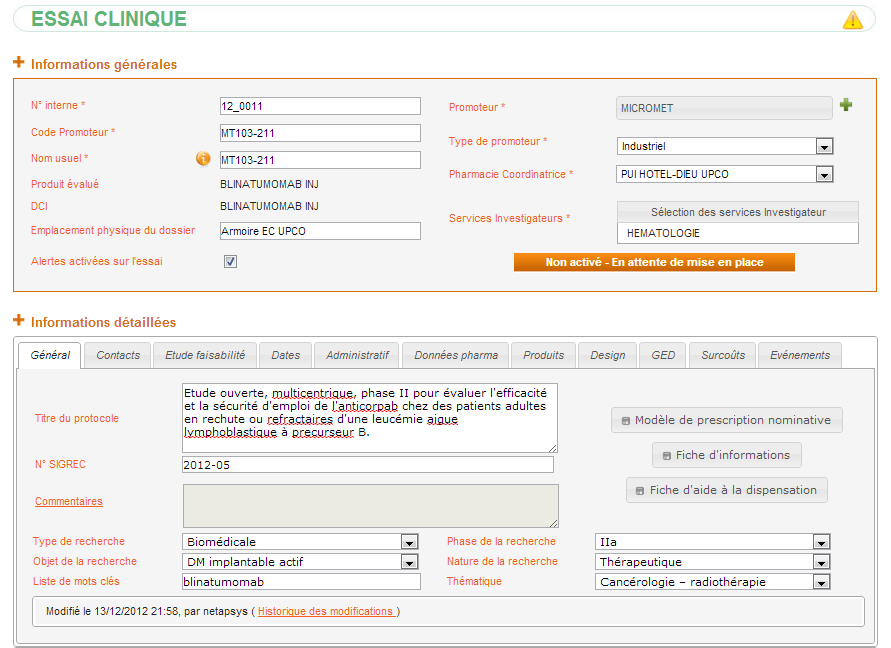 ESSAI CLINIQUE
Informations générales
N° interne * 12_0011
Code Promoteur * MT103-211
Nom usuel * MT103-211
Produit évalué BLINATUMOMAB INJ
DCI BLINATUMOMAB INJ
Emplacement physique du dossier Armoire EC UPCO
Alertes activées sur l'essai
Promoteur * MICROMET
Type de promoteur * Industriel
Pharmacie Coordinatrice * PUI HOTEL-DIEU UPCO
Services Investigateurs * Sélection des services Investigateur
HEMATOLOGIE
Non activé - En attente de mise en place
Informations détaillées
Général Contacts Etude faisabilité Dates Administratif Données pharma Produits Design GED Surcoûts Evénements
Titre du protocole
Etude ouverte, multicentrique, phase II pour évaluer l'efficacité
et la sécurité d'emploi de l'anticorpab chez des patients adultes
en rechute ou refractaires d'une leucémie aigue
lymphoblastique à precurseur B.
N° SIGREC 2012-05
Commentaires
Modèle de prescription nominative
Fiche d'informations
Fiche d'aide à la dispensation
Type de recherche Biomédicale Phase de la recherche IIa
Objet de la recherche DM implantable actif Nature de la recherche Thérapeutique
Liste de mots clés blinatumomab Thématique Cancérologie – radiothérapie
Modifié le 13/12/2012 21:58, par netapsys ( Historique des modifications )